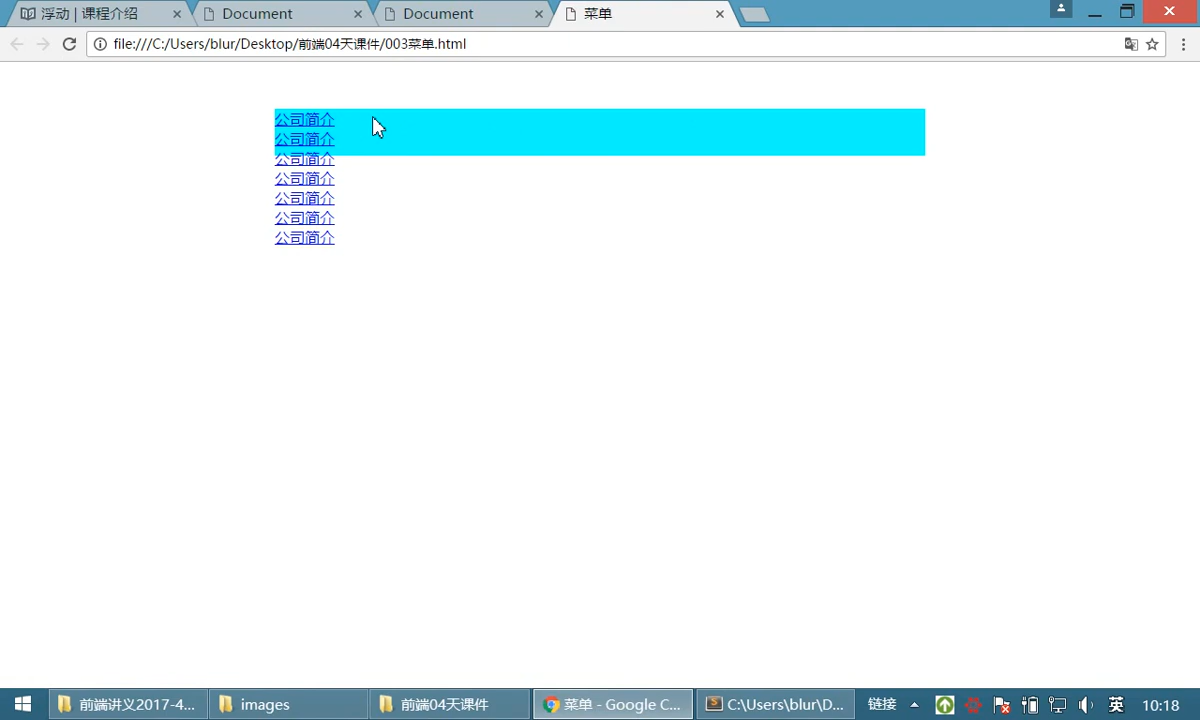 浮动 | 课程介绍
Document
Document
菜单
file:///C:/Users/blur/Desktop/前端04天课件/003菜单.html
公司简介
公司简介
公司简介
公司简介
公司简介
公司简介
公司简介
前端讲义2017-4...
images
前端04天课件
菜单 - Google C...
C:\Users\blur\D...
链接
英
10:18